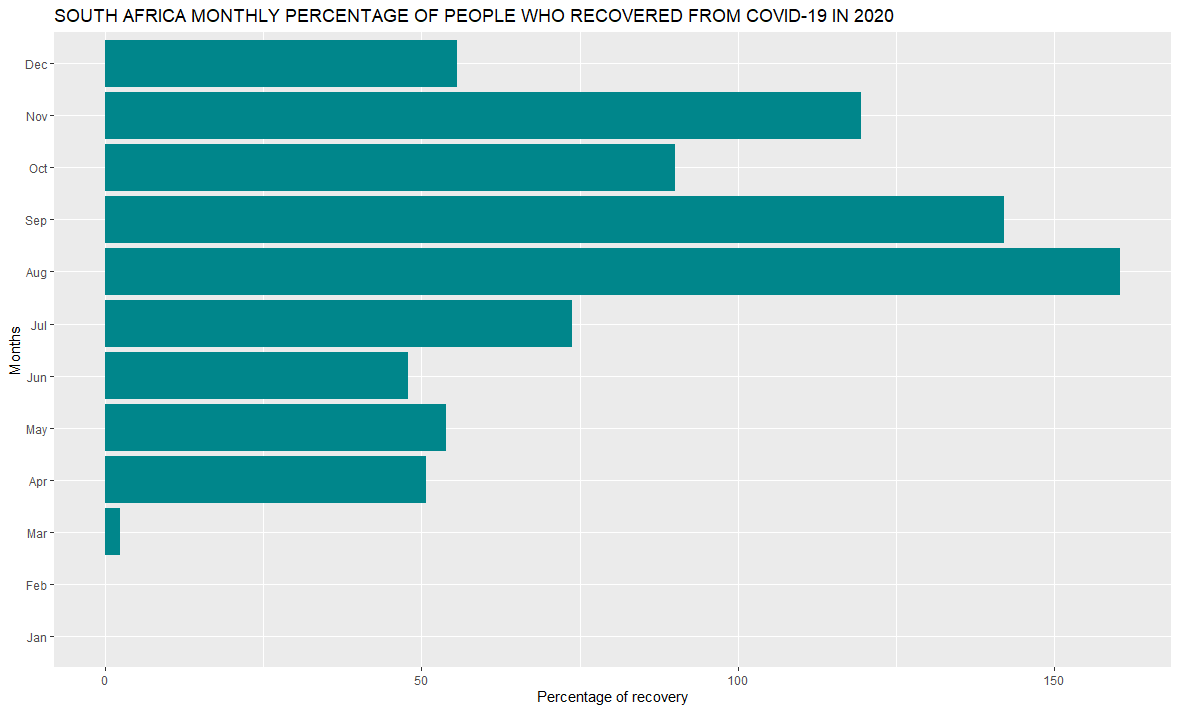 SOUTH AFRICA MONTHLY PERCENTAGE OF PEOPLE WHO RECOVERED FROM COVID-19 IN 2020
Months
Dec
Nov
Oct
Sep
Aug
Jul
Jun
May
Apr
Mar
Feb
Jan
0 50 100 150
Percentage of recovery